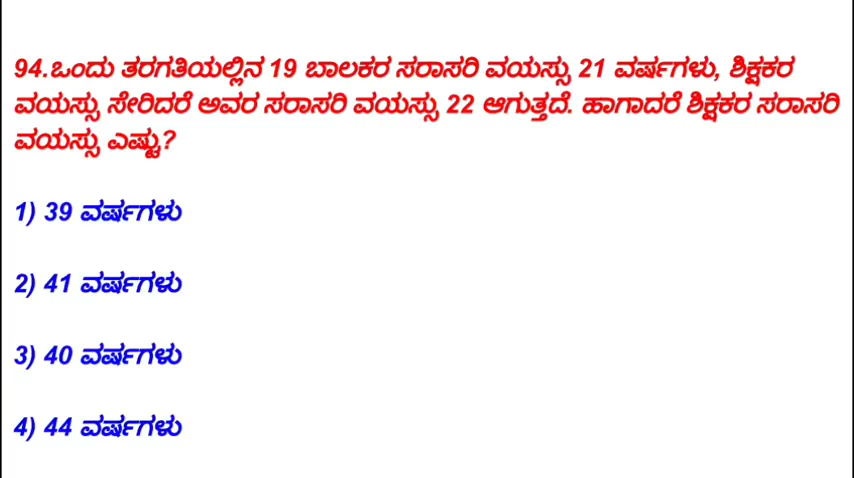 94.ಒಂದು ತರಗತಿಯಲ್ಲಿನ 19 ಬಾಲಕರ ಸರಾಸರಿ ವಯಸ್ಸು 21 ವರ್ಷಗಳು, ಶಿಕ್ಷಕರ
ವಯಸ್ಸು ಸೇರಿದರೆ ಅವರ ಸರಾಸರಿ ವಯಸ್ಸು 22 ಆಗುತ್ತದೆ. ಹಾಗಾದರೆ ಶಿಕ್ಷಕರ ಸರಾಸರಿ
ವಯಸ್ಸು ಎಷ್ಟು?
1) 39 ವರ್ಷಗಳು
2) 41 ವರ್ಷಗಳು
3) 40 ವರ್ಷಗಳು
4) 44 ವರ್ಷಗಳು